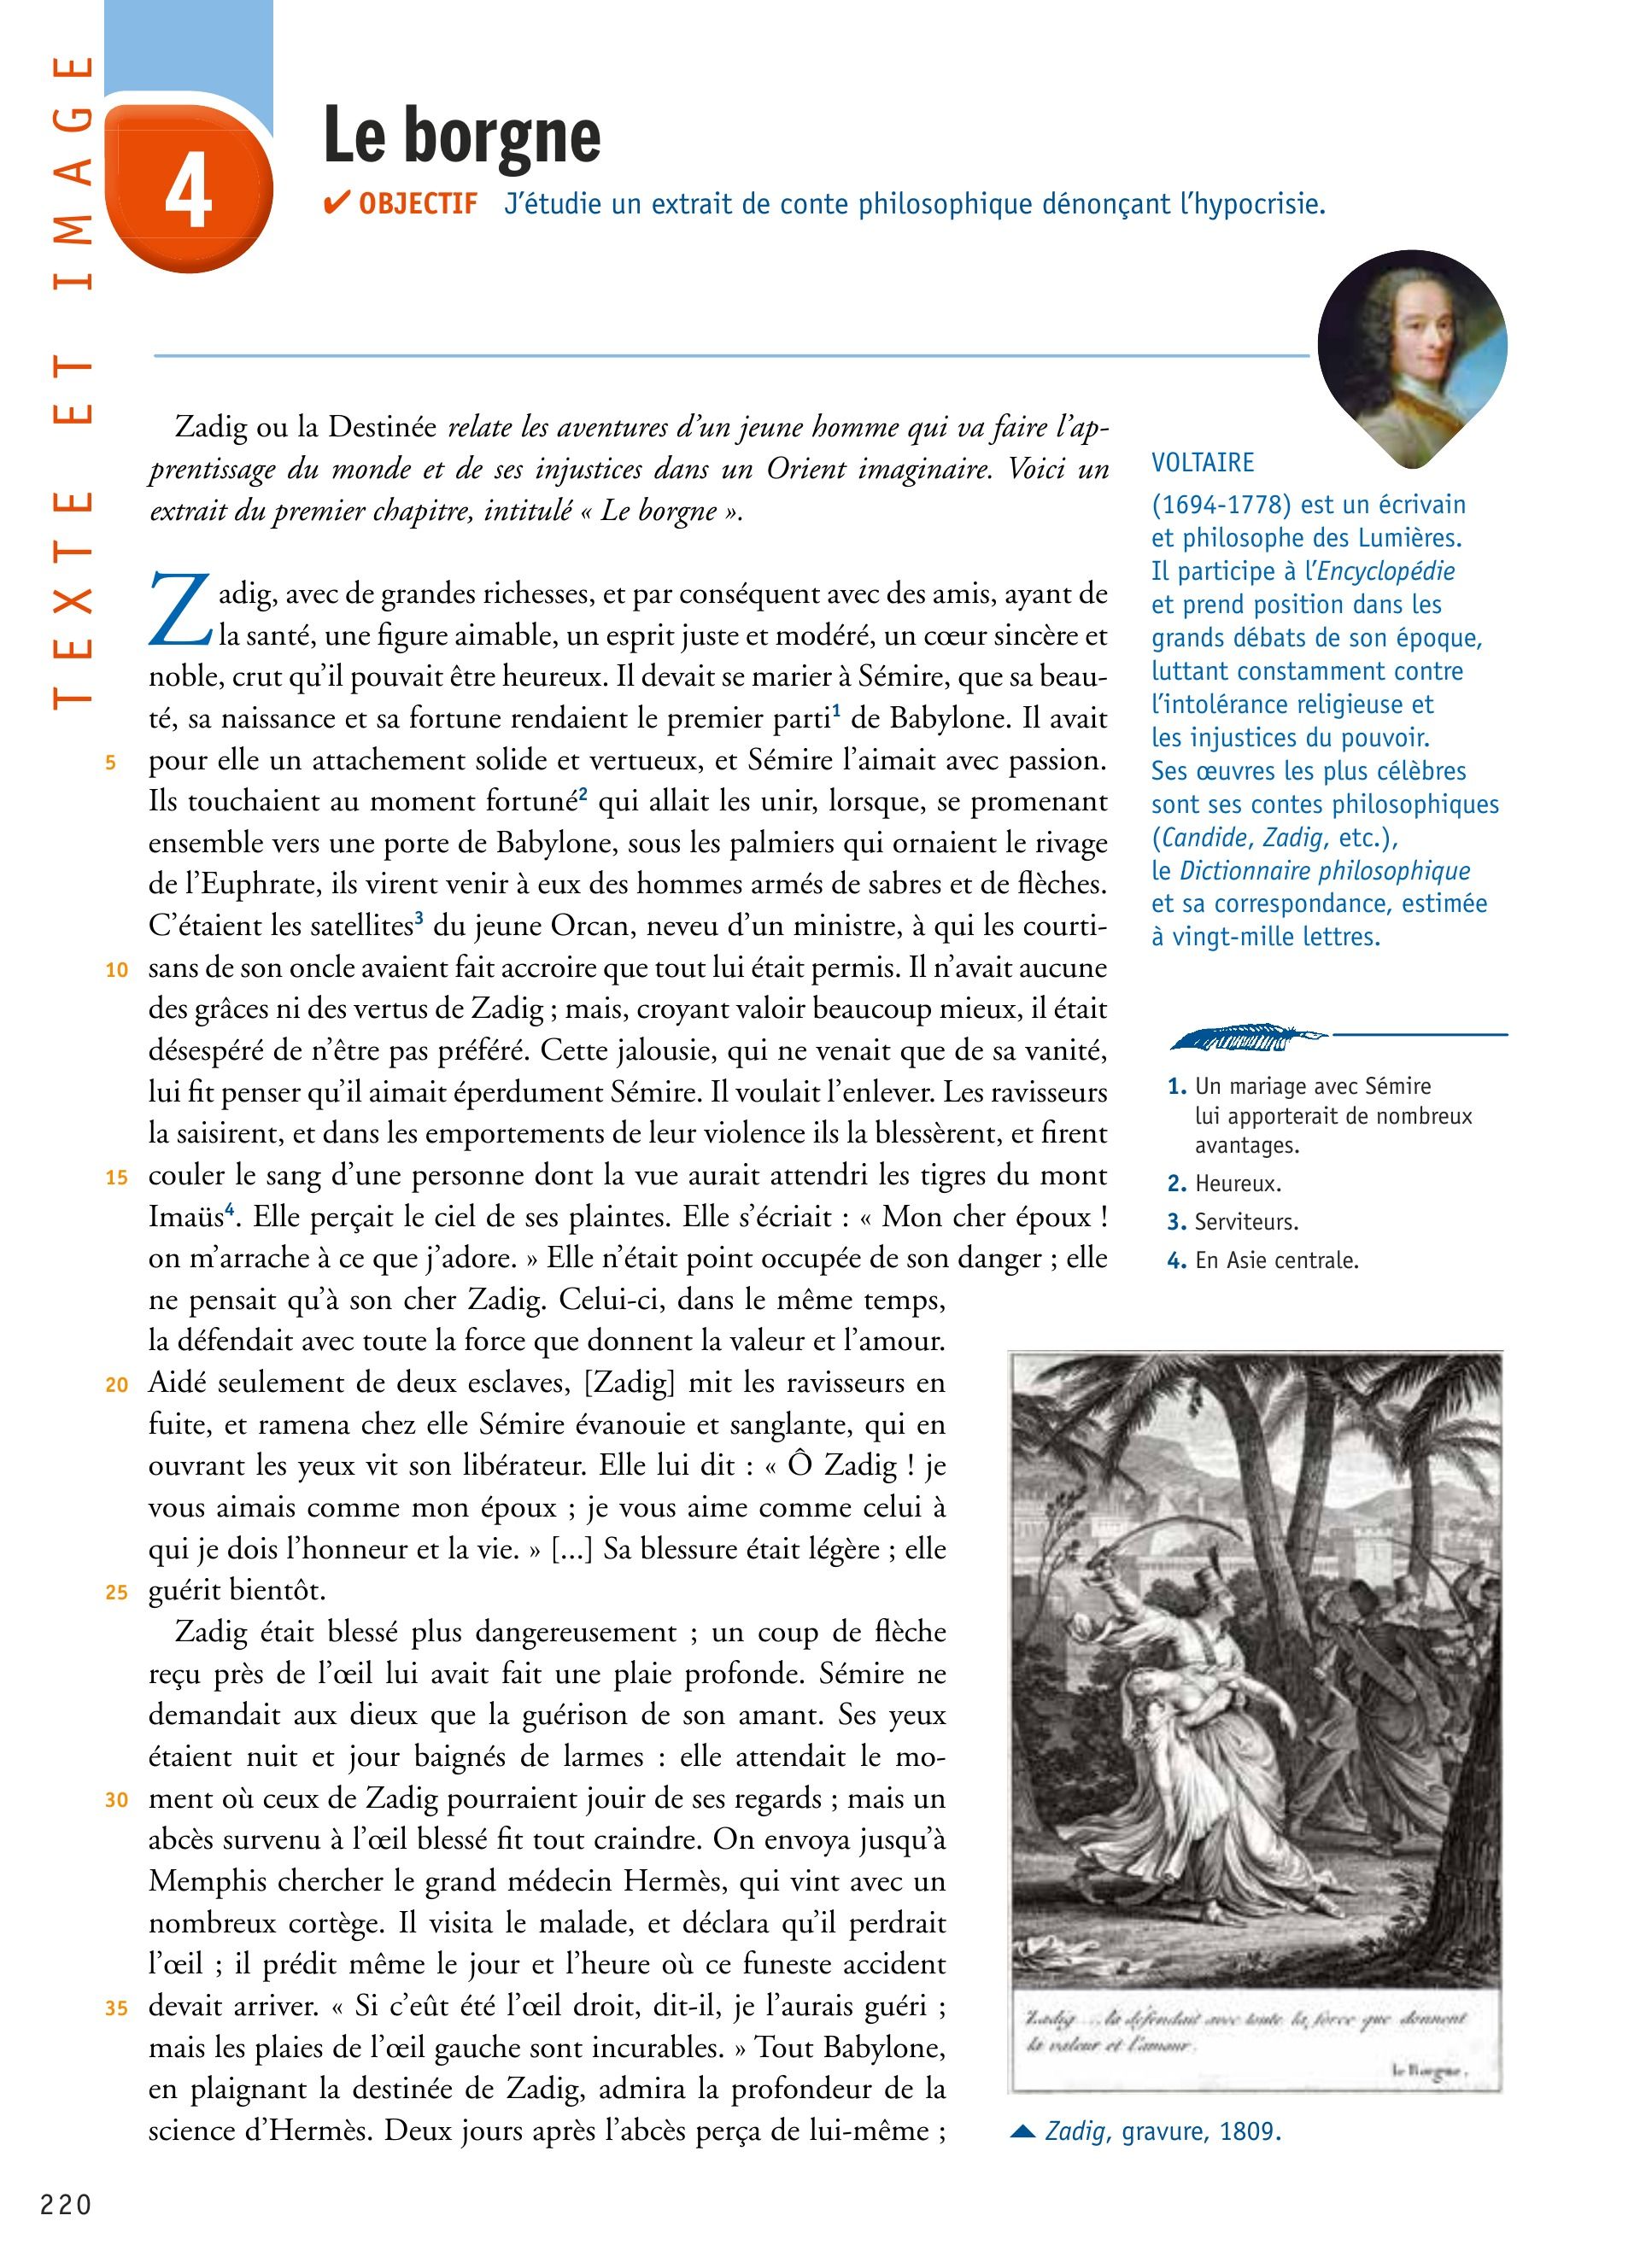 TEXTE ET IMAGE
4
Le borgne
✔ OBJECTIF J’étudie un extrait de conte philosophique dénonçant l’hypocrisie.
Zadig ou la Destinée relate les aventures d’un jeune homme qui va faire l’ap-
prentissage du monde et de ses injustices dans un Orient imaginaire. Voici un
extrait du premier chapitre, intitulé « Le borgne ».
Zadig, avec de grandes richesses, et par conséquent avec des amis, ayant de
la santé, une figure aimable, un esprit juste et modéré, un cœur sincère et
noble, crut qu’il pouvait être heureux. Il devait se marier à Sémire, que sa beau-
té, sa naissance et sa fortune rendaient le premier parti1 de Babylone. Il avait
5 pour elle un attachement solide et vertueux, et Sémire l’aimait avec passion.
Ils touchaient au moment fortuné2 qui allait les unir, lorsque, se promenant
ensemble vers une porte de Babylone, sous les palmiers qui ornaient le rivage
de l’Euphrate, ils virent venir à eux des hommes armés de sabres et de flèches.
C’étaient les satellites3 du jeune Orcan, neveu d’un ministre, à qui les courti-
10 sans de son oncle avaient fait accroire que tout lui était permis. Il n’avait aucune
des grâces ni des vertus de Zadig ; mais, croyant valoir beaucoup mieux, il était
désespéré de n’être pas préféré. Cette jalousie, qui ne venait que de sa vanité,
lui fit penser qu’il aimait éperdument Sémire. Il voulait l’enlever. Les ravisseurs
la saisirent, et dans les emportements de leur violence ils la blessèrent, et firent
15 couler le sang d’une personne dont la vue aurait attendri les tigres du mont
Imaüs4. Elle perçait le ciel de ses plaintes. Elle s’écriait : « Mon cher époux !
on m’arrache à ce que j’adore. » Elle n’était point occupée de son danger ; elle
ne pensait qu’à son cher Zadig. Celui-ci, dans le même temps,
la défendait avec toute la force que donnent la valeur et l’amour.
20 Aidé seulement de deux esclaves, [Zadig] mit les ravisseurs en
fuite, et ramena chez elle Sémire évanouie et sanglante, qui en
ouvrant les yeux vit son libérateur. Elle lui dit : « Ô Zadig ! je
vous aimais comme mon époux ; je vous aime comme celui à
qui je dois l’honneur et la vie. » [...] Sa blessure était légère ; elle
25 guérit bientôt.
Zadig était blessé plus dangereusement ; un coup de flèche
reçu près de l’œil lui avait fait une plaie profonde. Sémire ne
demandait aux dieux que la guérison de son amant. Ses yeux
étaient nuit et jour baignés de larmes : elle attendait le mo-
30 ment où ceux de Zadig pourraient jouir de ses regards ; mais un
abcès survenu à l’œil blessé fit tout craindre. On envoya jusqu’à
Memphis chercher le grand médecin Hermès, qui vint avec un
nombreux cortège. Il visita le malade, et déclara qu’il perdrait
l’œil ; il prédit même le jour et l’heure où ce funeste accident
35 devait arriver. « Si c’eût été l’œil droit, dit-il, je l’aurais guéri ;
mais les plaies de l’œil gauche sont incurables. » Tout Babylone,
en plaignant la destinée de Zadig, admira la profondeur de la
science d’Hermès. Deux jours après l’abcès perça de lui-même ;
VOLTAIRE
(1694-1778) est un écrivain
et philosophe des Lumières.
Il participe à l’Encyclopédie
et prend position dans les
grands débats de son époque,
luttant constamment contre
l’intolérance religieuse et
les injustices du pouvoir.
Ses œuvres les plus célèbres
sont ses contes philosophiques
(Candide, Zadig, etc.),
le Dictionnaire philosophique
et sa correspondance, estimée
à vingt-mille lettres.
1. Un mariage avec Sémire
lui apporterait de nombreux
avantages.
2. Heureux.
3. Serviteurs.
4. En Asie centrale.
Zadig ... la défendait avec toute la force que donnent
la valeur et l’amour.
le Borgne.
▲ Zadig, gravure, 1809.
220